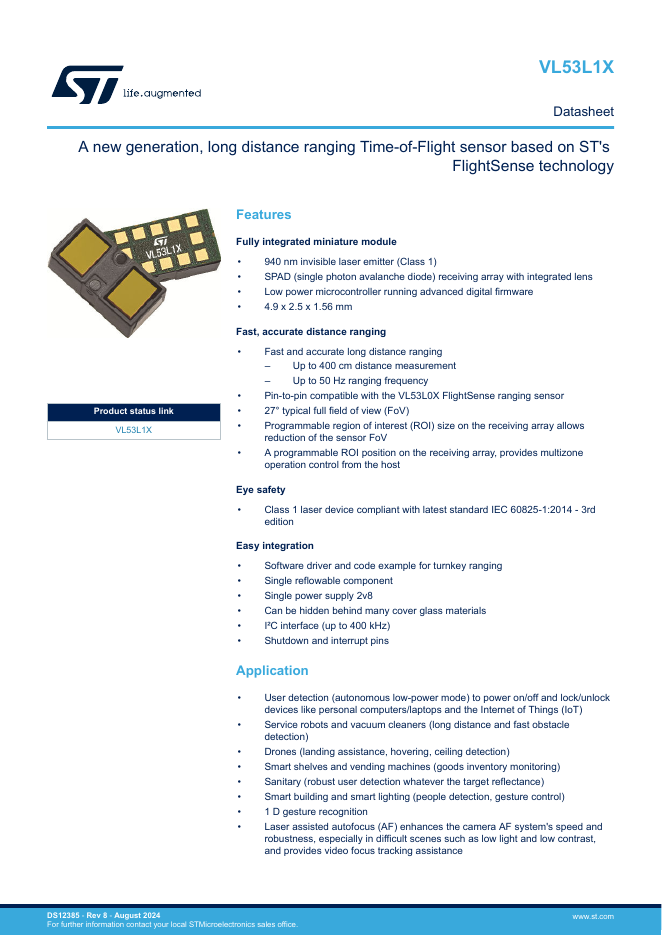 VL53L1X
life.augmented
Datasheet
A new generation, long distance ranging Time-of-Flight sensor based on ST's
FlightSense technology
VL53L1X
Product status link
VL53L1X
Features
Fully integrated miniature module
• 940 nm invisible laser emitter (Class 1)
• SPAD (single photon avalanche diode) receiving array with integrated lens
• Low power microcontroller running advanced digital firmware
• 4.9 x 2.5 x 1.56 mm
Fast, accurate distance ranging
• Fast and accurate long distance ranging
– Up to 400 cm distance measurement
– Up to 50 Hz ranging frequency
• Pin-to-pin compatible with the VL53L0X FlightSense ranging sensor
• 27° typical full field of view (FoV)
• Programmable region of interest (ROI) size on the receiving array allows
reduction of the sensor FoV
• A programmable ROI position on the receiving array, provides multizone
operation control from the host
Eye safety
• Class 1 laser device compliant with latest standard IEC 60825-1:2014 - 3rd
edition
Easy integration
• Software driver and code example for turnkey ranging
• Single reflowable component
• Single power supply 2v8
• Can be hidden behind many cover glass materials
• I²C interface (up to 400 kHz)
• Shutdown and interrupt pins
Application
• User detection (autonomous low-power mode) to power on/off and lock/unlock
devices like personal computers/laptops and the Internet of Things (IoT)
• Service robots and vacuum cleaners (long distance and fast obstacle
detection)
• Drones (landing assistance, hovering, ceiling detection)
• Smart shelves and vending machines (goods inventory monitoring)
• Sanitary (robust user detection whatever the target reflectance)
• Smart building and smart lighting (people detection, gesture control)
• 1 D gesture recognition
• Laser assisted autofocus (AF) enhances the camera AF system's speed and
robustness, especially in difficult scenes such as low light and low contrast,
and provides video focus tracking assistance
DS12385 - Rev 8 - August 2024
For further information contact your local STMicroelectronics sales office.
www.st.com